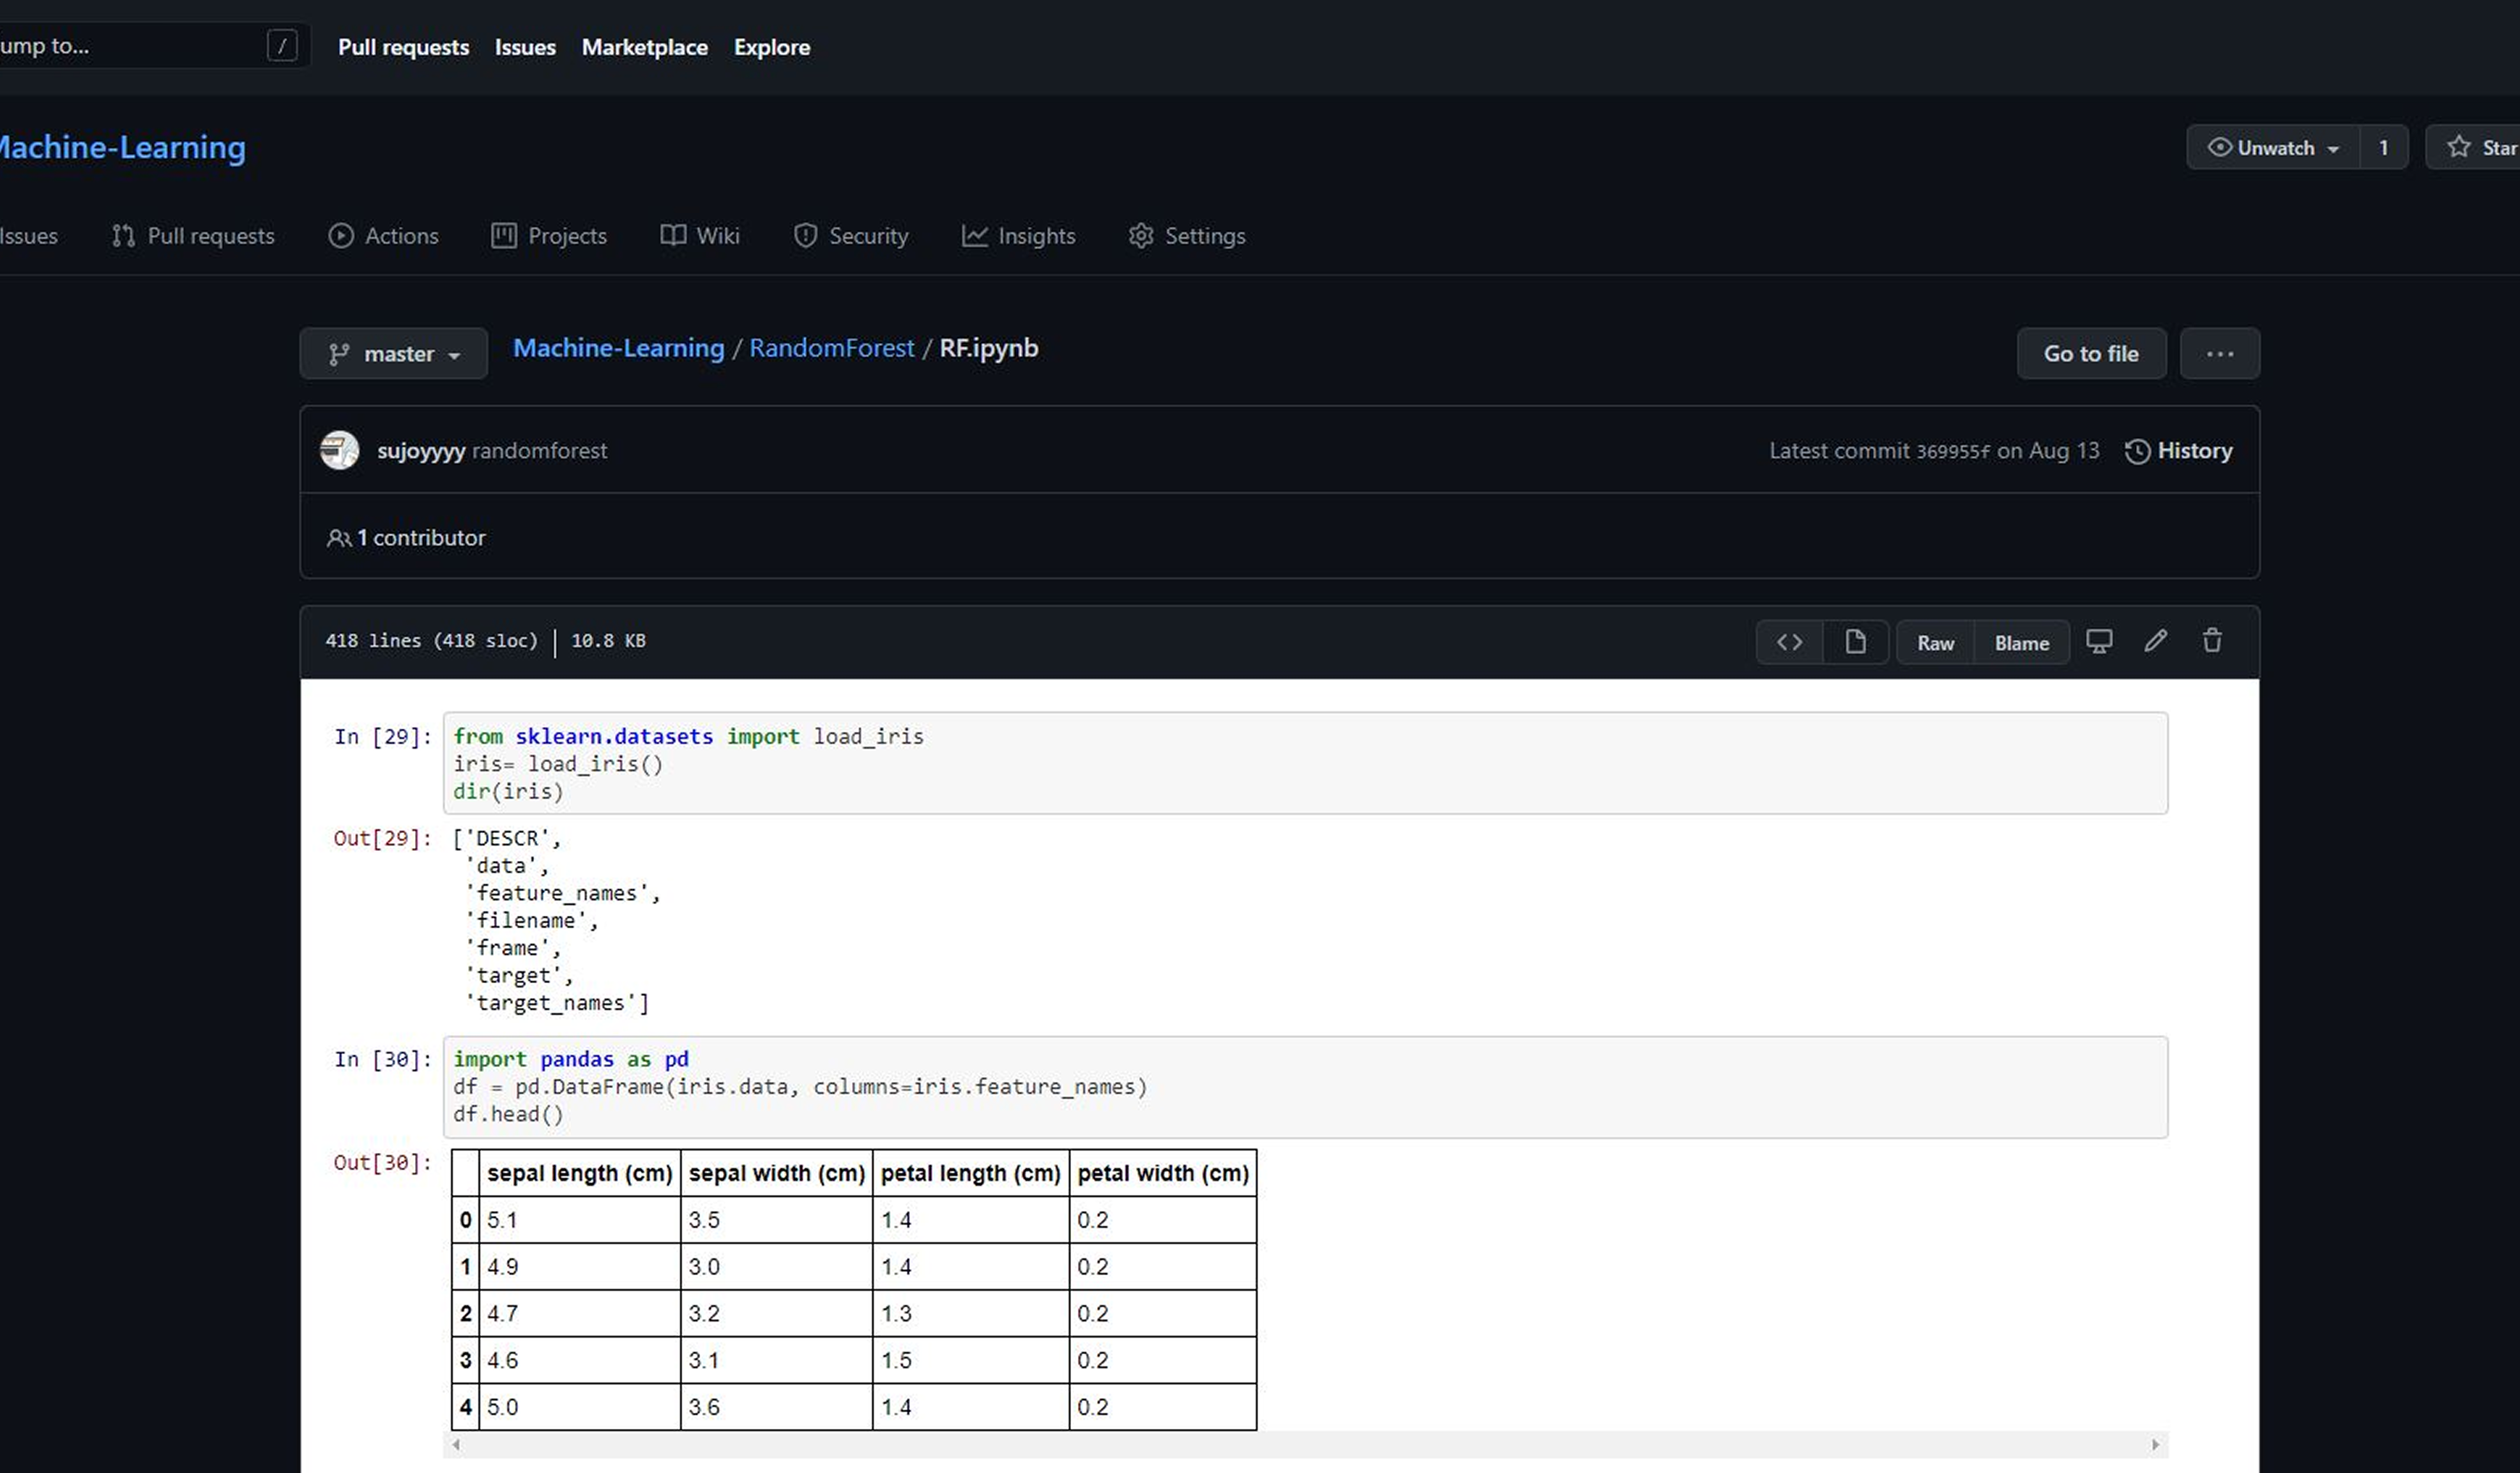 ump to... /
Pull requests Issues Marketplace Explore
Machine-Learning
Unwatch 1 Star
Issues Pull requests Actions Projects Wiki Security Insights Settings
master Machine-Learning / RandomForest / RF.ipynb Go to file ...
sujoyyyy randomforest Latest commit 369955f on Aug 13 History
1 contributor
418 lines (418 sloc) | 10.8 KB <> Raw Blame
In [29]: from sklearn.datasets import load_iris
iris= load_iris()
dir(iris)
Out[29]: ['DESCR',
'data',
'feature_names',
'filename',
'frame',
'target',
'target_names']
In [30]: import pandas as pd
df = pd.DataFrame(iris.data, columns=iris.feature_names)
df.head()
Out[30]:
sepal length (cm) sepal width (cm) petal length (cm) petal width (cm)
0 5.1 3.5 1.4 0.2
1 4.9 3.0 1.4 0.2
2 4.7 3.2 1.3 0.2
3 4.6 3.1 1.5 0.2
4 5.0 3.6 1.4 0.2